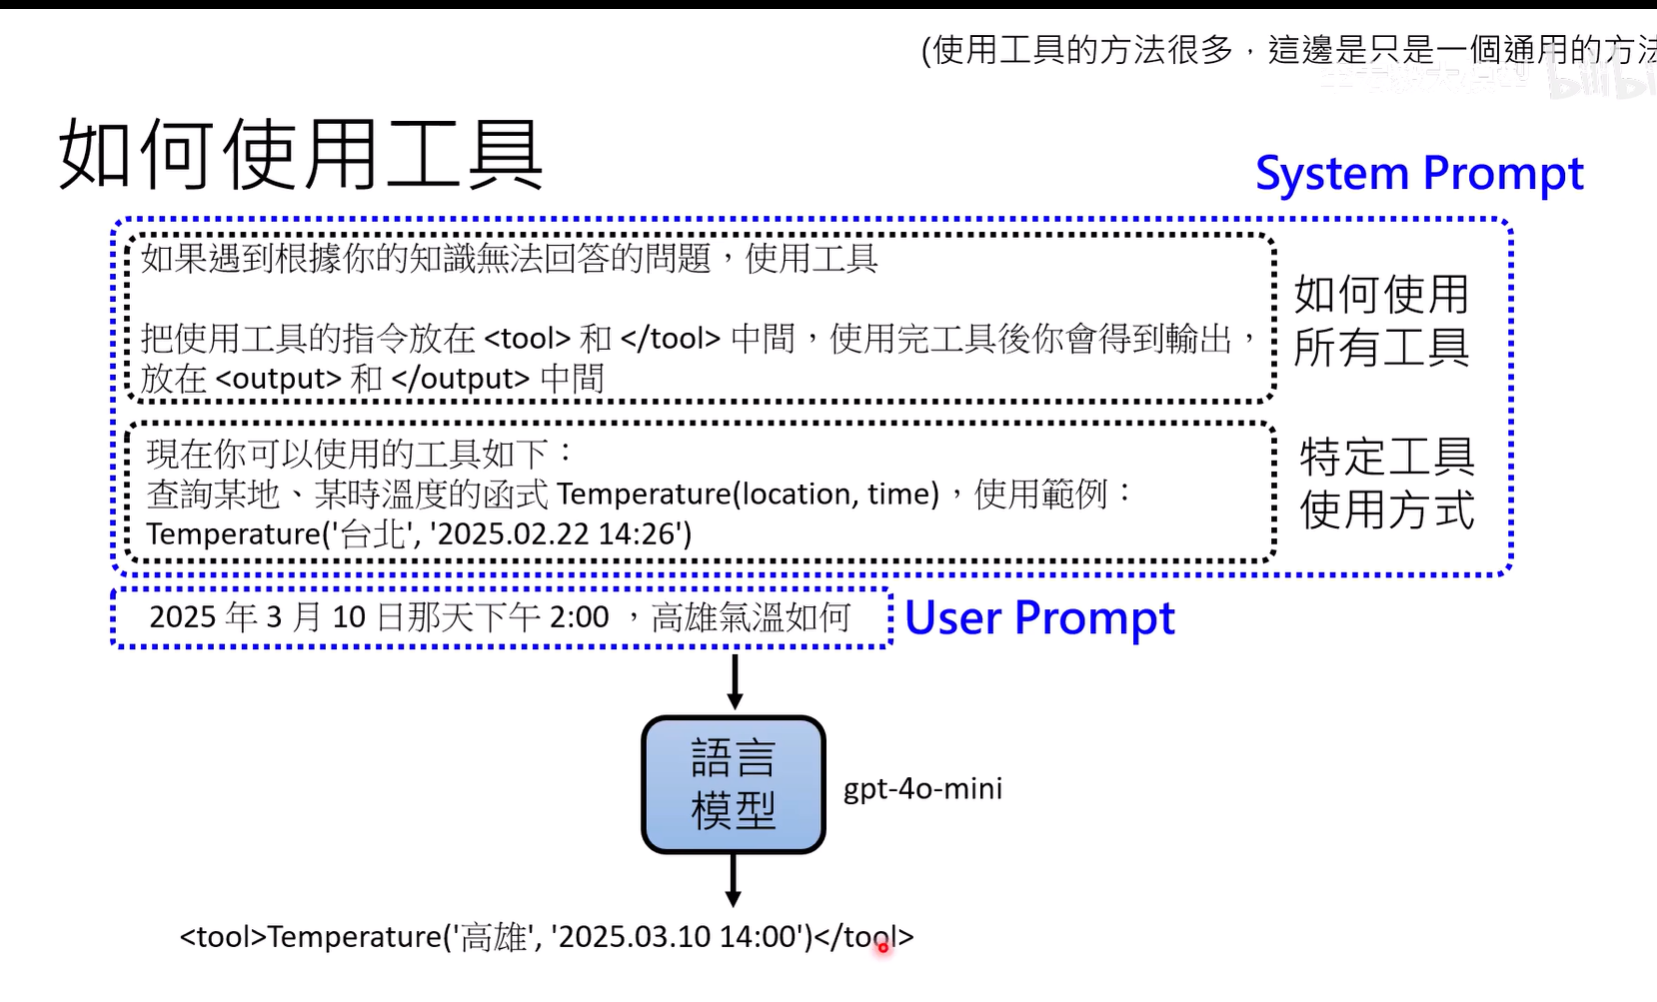 (使用工具的方法很多，這邊是只是一個通用的方法
bilibi
如何使用工具
System Prompt
如果遇到根據你的知識無法回答的問題，使用工具
把使用工具的指令放在 <tool> 和 </tool> 中間，使用完工具後你會得到輸出，
放在 <output> 和 </output> 中間
如何使用
所有工具
現在你可以使用的工具如下：
查詢某地、某時溫度的函式 Temperature(location, time)，使用範例：
Temperature('台北', '2025.02.22 14:26')
特定工具
使用方式
2025 年 3 月 10 日那天下午 2:00 ，高雄氣溫如何
User Prompt
語言
模型
gpt-4o-mini
<tool>Temperature('高雄', '2025.03.10 14:00')</tool>